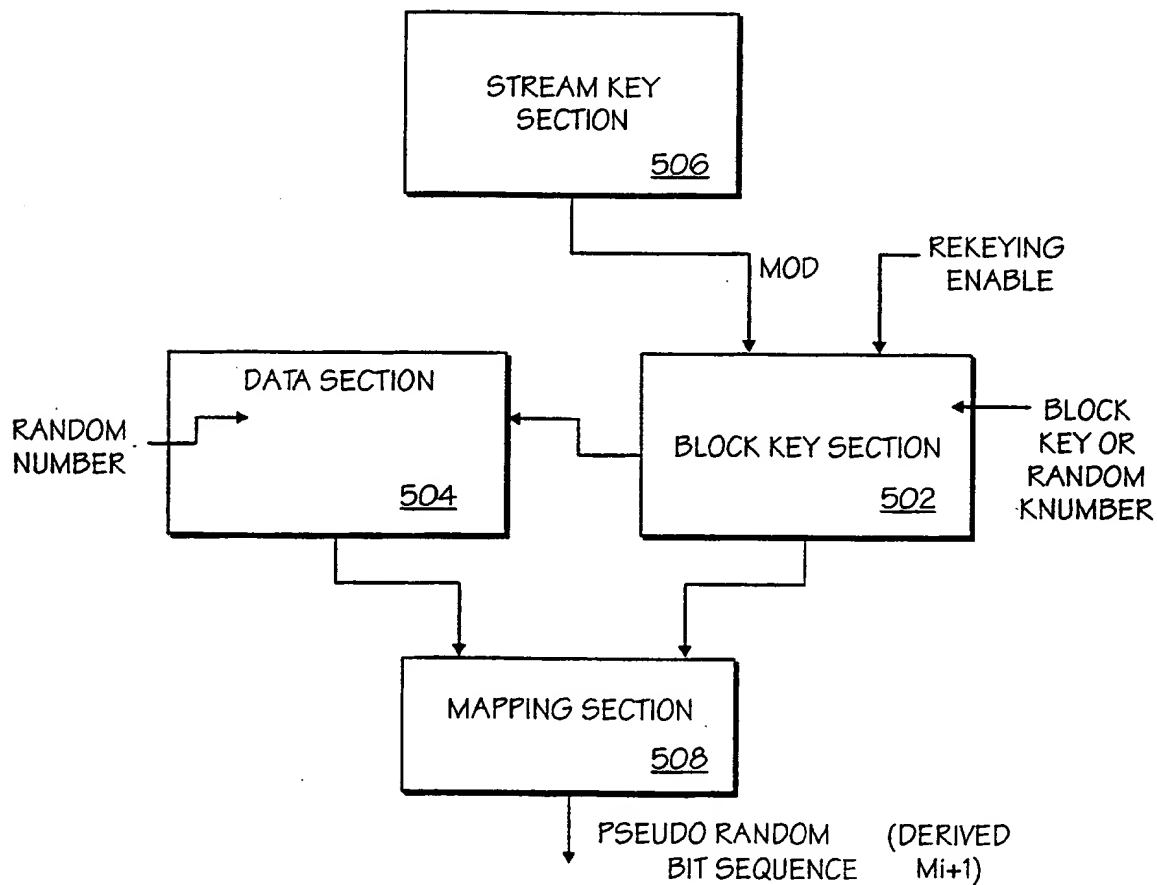 STREAM KEY
SECTION
506
MOD
REKEYING
ENABLE
DATA SECTION
504
RANDOM
NUMBER
BLOCK KEY SECTION
502
BLOCK
KEY OR
RANDOM
KNUMBER
MAPPING SECTION
508
PSEUDO RANDOM (DERIVED
BIT SEQUENCE Mi+1)